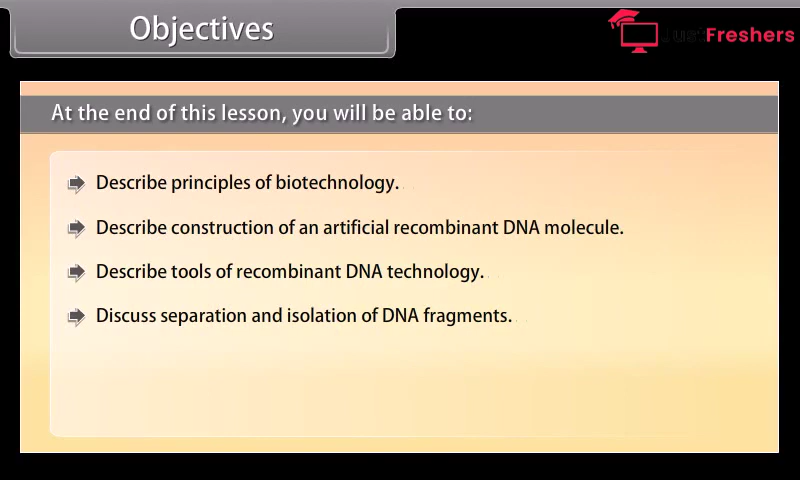 Objectives
Just Freshers
At the end of this lesson, you will be able to:
Describe principles of biotechnology.
Describe construction of an artificial recombinant DNA molecule.
Describe tools of recombinant DNA technology.
Discuss separation and isolation of DNA fragments.